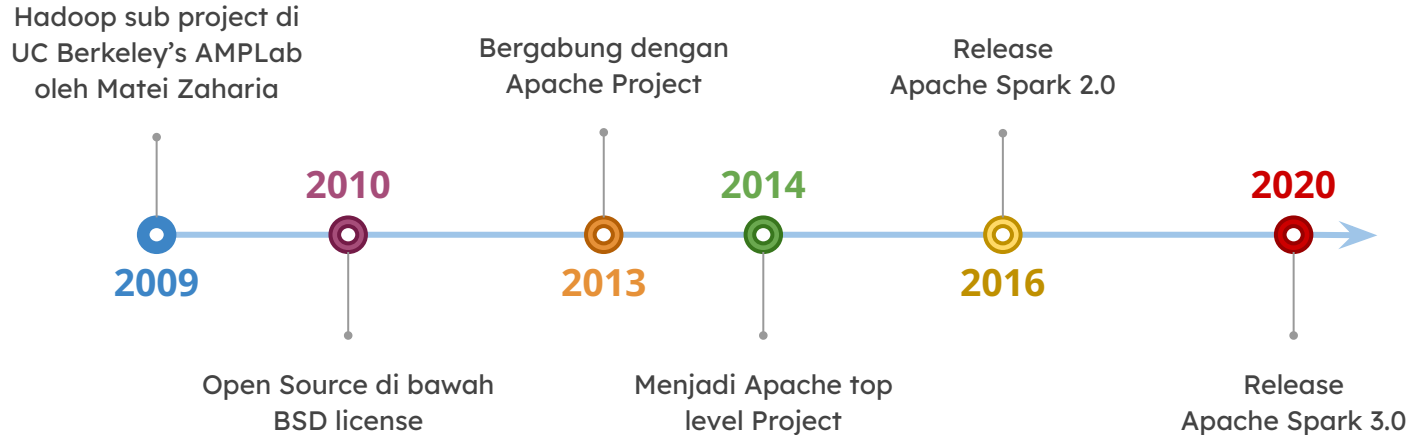 Hadoop sub project di
UC Berkeley’s AMPLab
oleh Matei Zaharia
2009
2010
Open Source di bawah
BSD license
Bergabung dengan
Apache Project
2013
2014
Menjadi Apache top
level Project
Release
Apache Spark 2.0
2016
2020
Release
Apache Spark 3.0